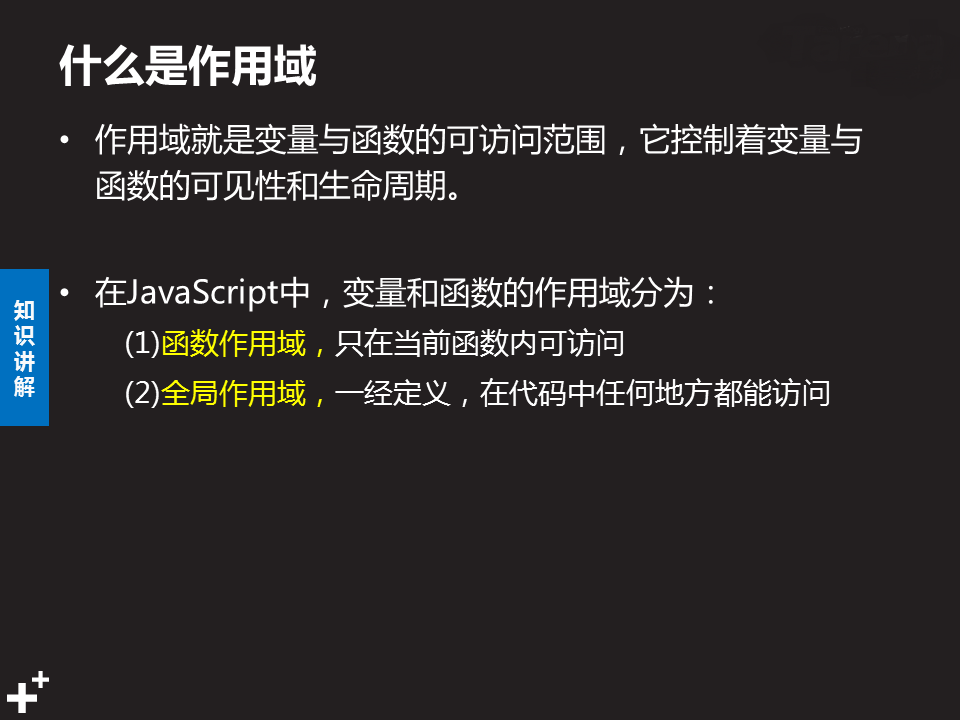 什么是作用域
• 作用域就是变量与函数的可访问范围，它控制着变量与
函数的可见性和生命周期。
• 在JavaScript中，变量和函数的作用域分为：
(1)函数作用域，只在当前函数内可访问
(2)全局作用域，一经定义，在代码中任何地方都能访问
知
识
讲
解